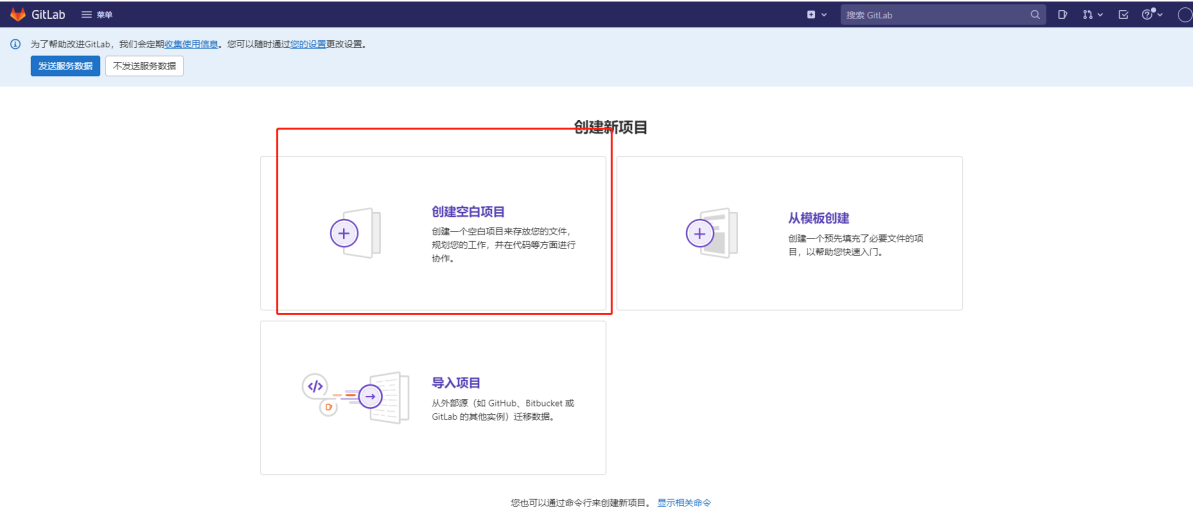 GitLab 菜单
搜索 GitLab
为了帮助改进GitLab，我们会定期收集使用信息。您可以随时通过您的设置更改设置。
发送服务数据 不发送服务数据
创建新项目
创建空白项目
创建一个空白项目来存放您的文件，
规划您的工作，并在代码等方面进行
协作。
从模板创建
创建一个预先填充了必要文件的项
目，以帮助您快速入门。
导入项目
从外部源（如 GitHub、Bitbucket 或
GitLab 的其他实例）迁移数据。
您也可以通过命令行来创建新项目。 显示相关命令